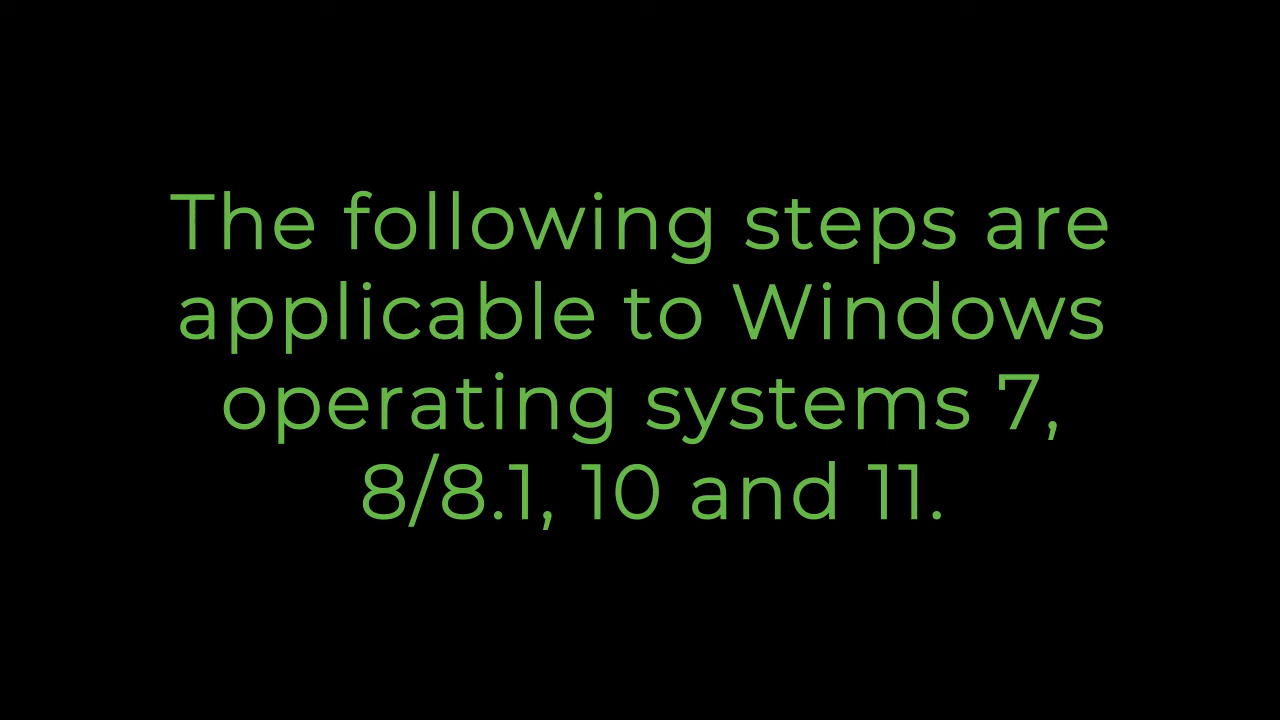 The following steps are
applicable to Windows
operating systems 7,
8/8.1, 10 and 11.